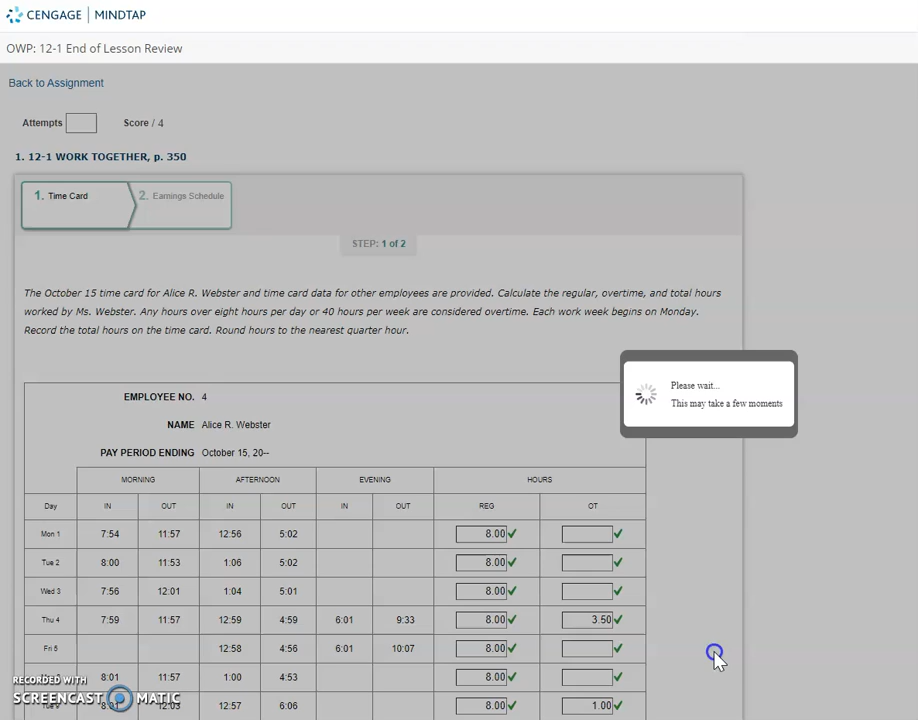 CENGAGE | MINDTAP
OWP: 12-1 End of Lesson Review
Back to Assignment
Attempts Score / 4
1. 12-1 WORK TOGETHER, p. 350
1. Time Card 2. Earnings Schedule
STEP: 1 of 2
The October 15 time card for Alice R. Webster and time card data for other employees are provided. Calculate the regular, overtime, and total hours
worked by Ms. Webster. Any hours over eight hours per day or 40 hours per week are considered overtime. Each work week begins on Monday.
Record the total hours on the time card. Round hours to the nearest quarter hour.
Please wait...
This may take a few moments
EMPLOYEE NO. 4
NAME Alice R. Webster
PAY PERIOD ENDING October 15, 20--
MORNING AFTERNOON EVENING HOURS
Day IN OUT IN OUT IN OUT REG OT
Mon 1 7:54 11:57 12:56 5:02 8.00
Tue 2 8:00 11:53 1:06 5:02 8.00
Wed 3 7:56 12:01 1:04 5:01 8.00
Thu 4 7:59 11:57 12:59 4:59 6:01 9:33 8.00 3.50
Fri 5 12:58 4:56 6:01 10:07 8.00
8:01 11:57 1:00 4:53 8.00
12:03 12:57 6:06 8.00 1.00
RECORDED WITH
SCREENCAST MATIC